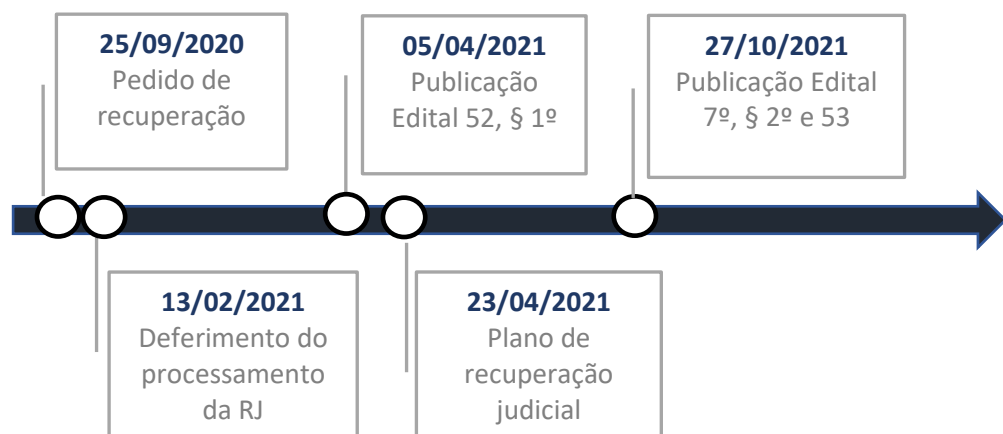 25/09/2020
Pedido de
recuperação
05/04/2021
Publicação
Edital 52, § 1º
27/10/2021
Publicação Edital
7º, § 2º e 53
13/02/2021
Deferimento do
processamento
da RJ
23/04/2021
Plano de
recuperação
judicial